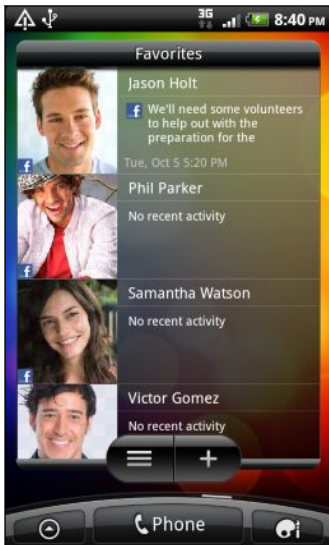 3G 8:40 PM
Favorites
Jason Holt
f We'll need some volunteers
to help out with the
preparation for the
Tue, Oct 5 5:20 PM
f
Phil Parker
No recent activity
f
Samantha Watson
No recent activity
f
Victor Gomez
No recent activity
Phone